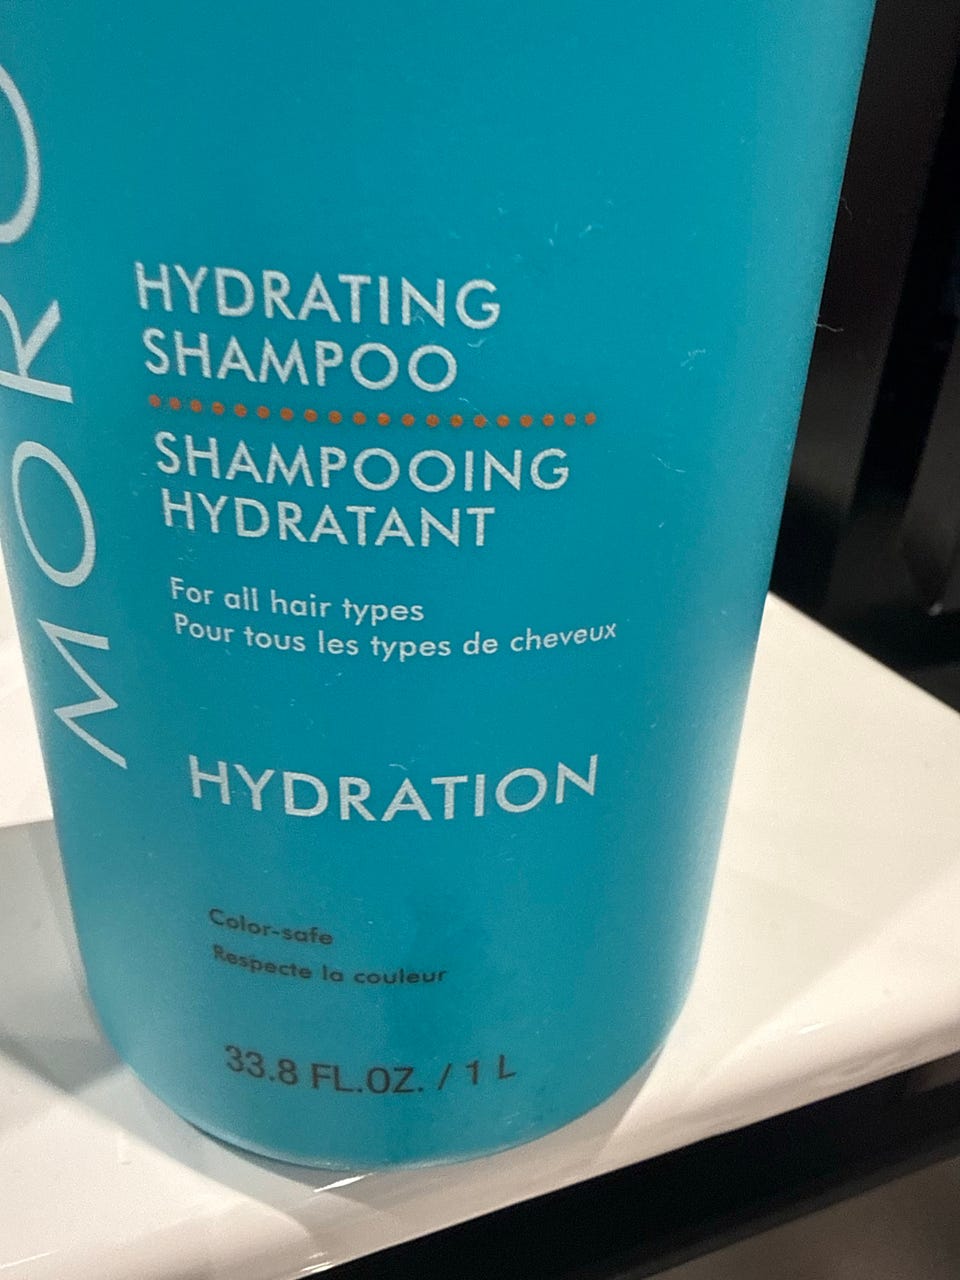 MORO
HYDRATING
SHAMPOO
SHAMPOOING
HYDRATANT
For all hair types
Pour tous les types de cheveux
HYDRATION
Color-safe
Respecte la couleur
33.8 FL.OZ. / 1 L